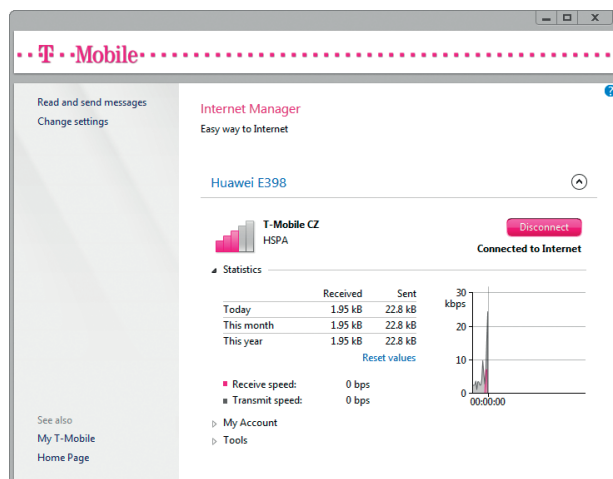 T··Mobile
?
Read and send messages
Change settings
Internet Manager
Easy way to Internet
Huawei E398
T-Mobile CZ
HSPA
Disconnect
Connected to Internet
Statistics
Received Sent
Today 1.95 kB 22.8 kB
This month 1.95 kB 22.8 kB
This year 1.95 kB 22.8 kB
Reset values
Receive speed: 0 bps
Transmit speed: 0 bps
30
kbps
20
10
0
00:00:00
My Account
Tools
See also
My T-Mobile
Home Page